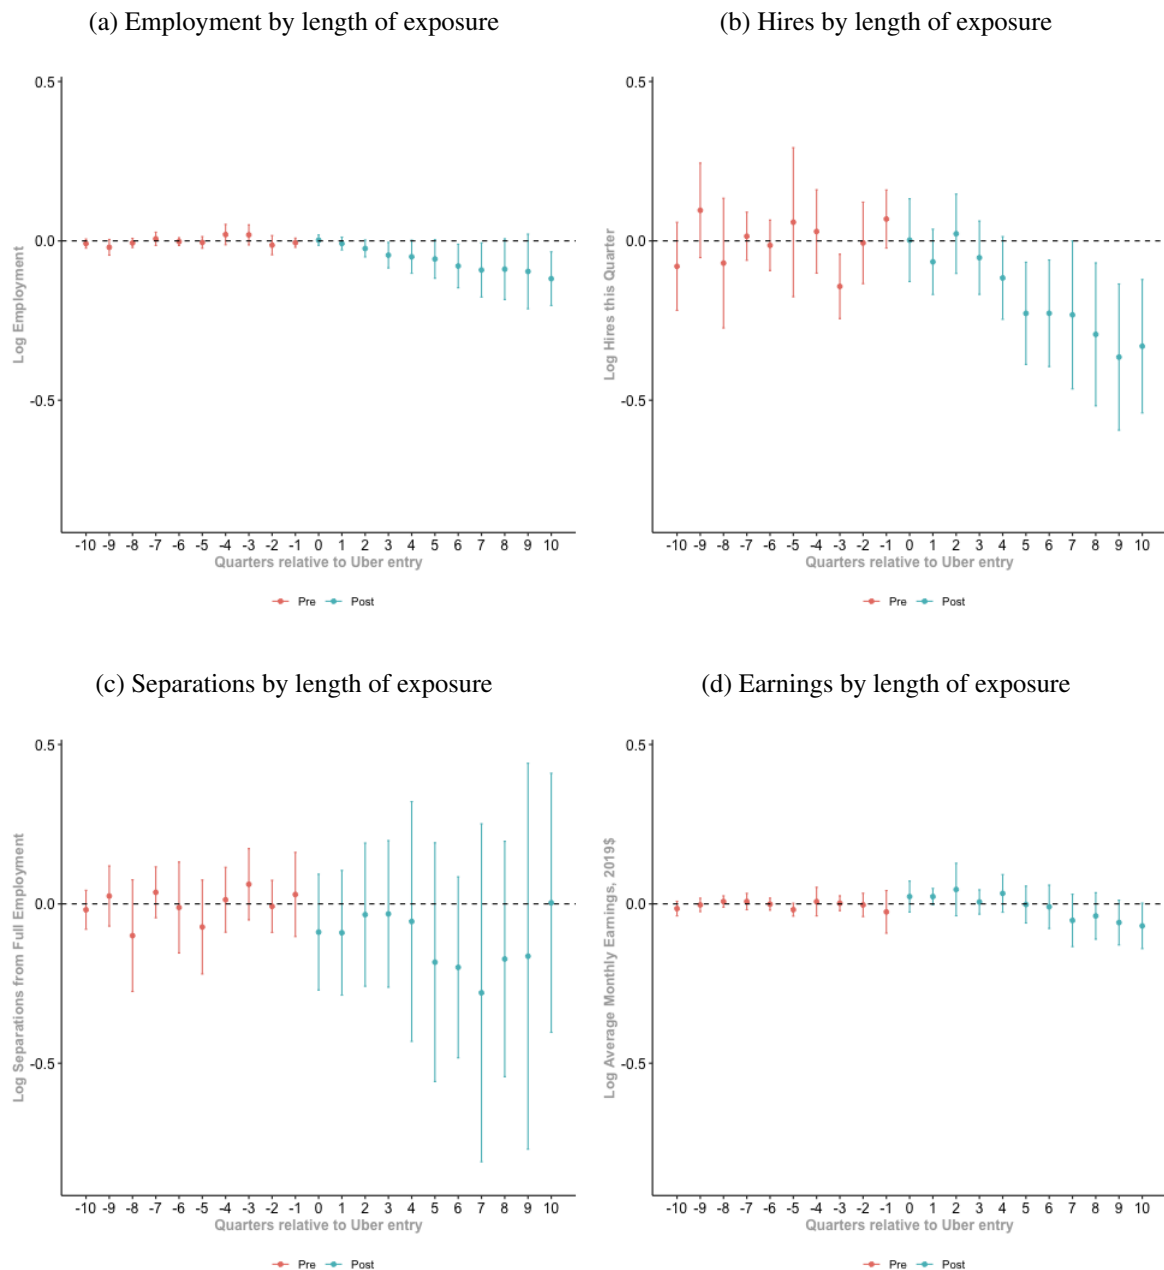 (a) Employment by length of exposure
0.5
0.0
-0.5
Log Employment
-10 -9 -8 -7 -6 -5 -4 -3 -2 -1 0 1 2 3 4 5 6 7 8 9 10
Quarters relative to Uber entry
Pre Post
(b) Hires by length of exposure
0.5
0.0
-0.5
Log Hires this Quarter
-10 -9 -8 -7 -6 -5 -4 -3 -2 -1 0 1 2 3 4 5 6 7 8 9 10
Quarters relative to Uber entry
Pre Post
(c) Separations by length of exposure
0.5
0.0
-0.5
Log Separations from Full Employment
-10 -9 -8 -7 -6 -5 -4 -3 -2 -1 0 1 2 3 4 5 6 7 8 9 10
Quarters relative to Uber entry
Pre Post
(d) Earnings by length of exposure
0.5
0.0
-0.5
Log Average Monthly Earnings, 2019$
-10 -9 -8 -7 -6 -5 -4 -3 -2 -1 0 1 2 3 4 5 6 7 8 9 10
Quarters relative to Uber entry
Pre Post